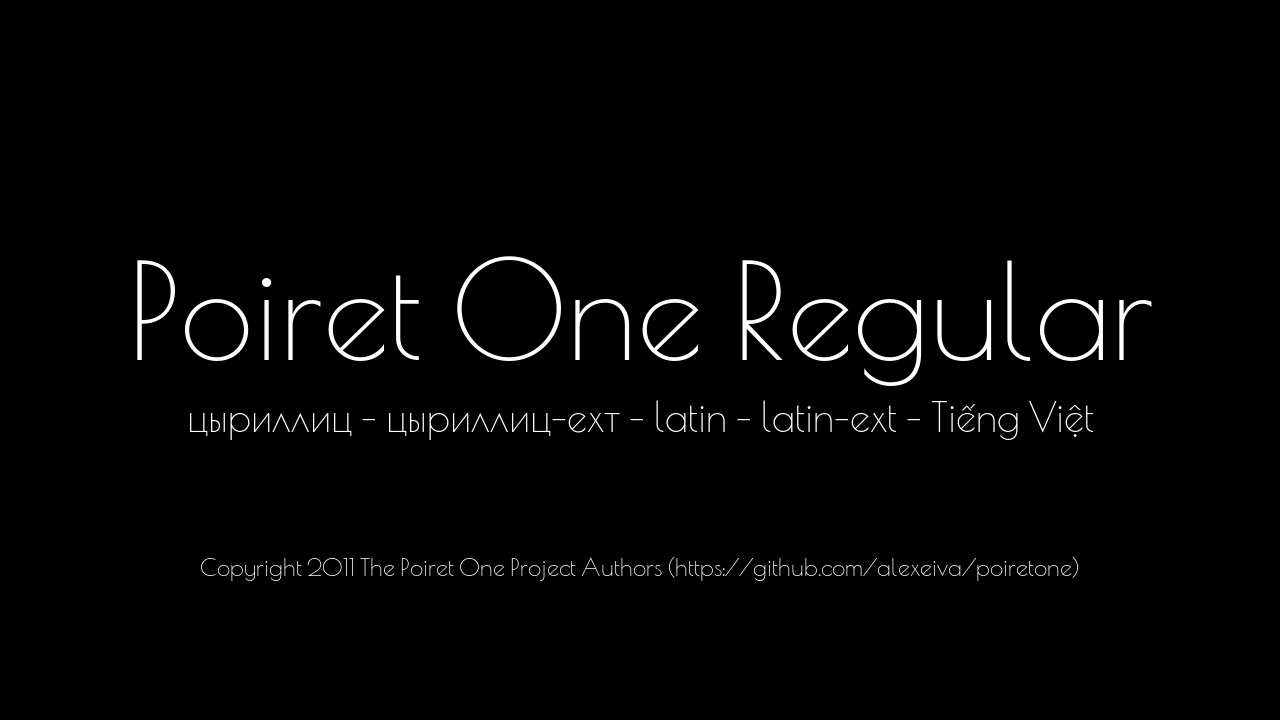 Poiret One Regular
цыриллиц – цыриллиц-ехт – latin – latin-ext – Tiếng Việt
Copyright 2011 The Poiret One Project Authors (https://github.com/alexeiva/poiretone)